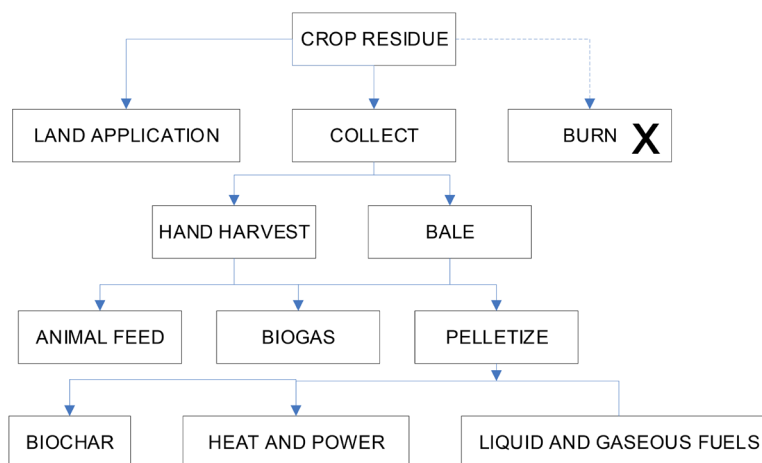 CROP RESIDUE
LAND APPLICATION
COLLECT
BURN X
HAND HARVEST
BALE
ANIMAL FEED
BIOGAS
PELLETIZE
BIOCHAR
HEAT AND POWER
LIQUID AND GASEOUS FUELS